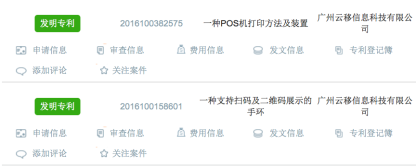 发明专利 2016100382575 一种POS机打印方法及装置 广州云移信息科技有限公司
申请信息 审查信息 费用信息 发文信息 专利登记簿
添加评论 关注案件
发明专利 2016100158601 一种支持扫码及二维码展示的手环 广州云移信息科技有限公司
申请信息 审查信息 费用信息 发文信息 专利登记簿
添加评论 关注案件